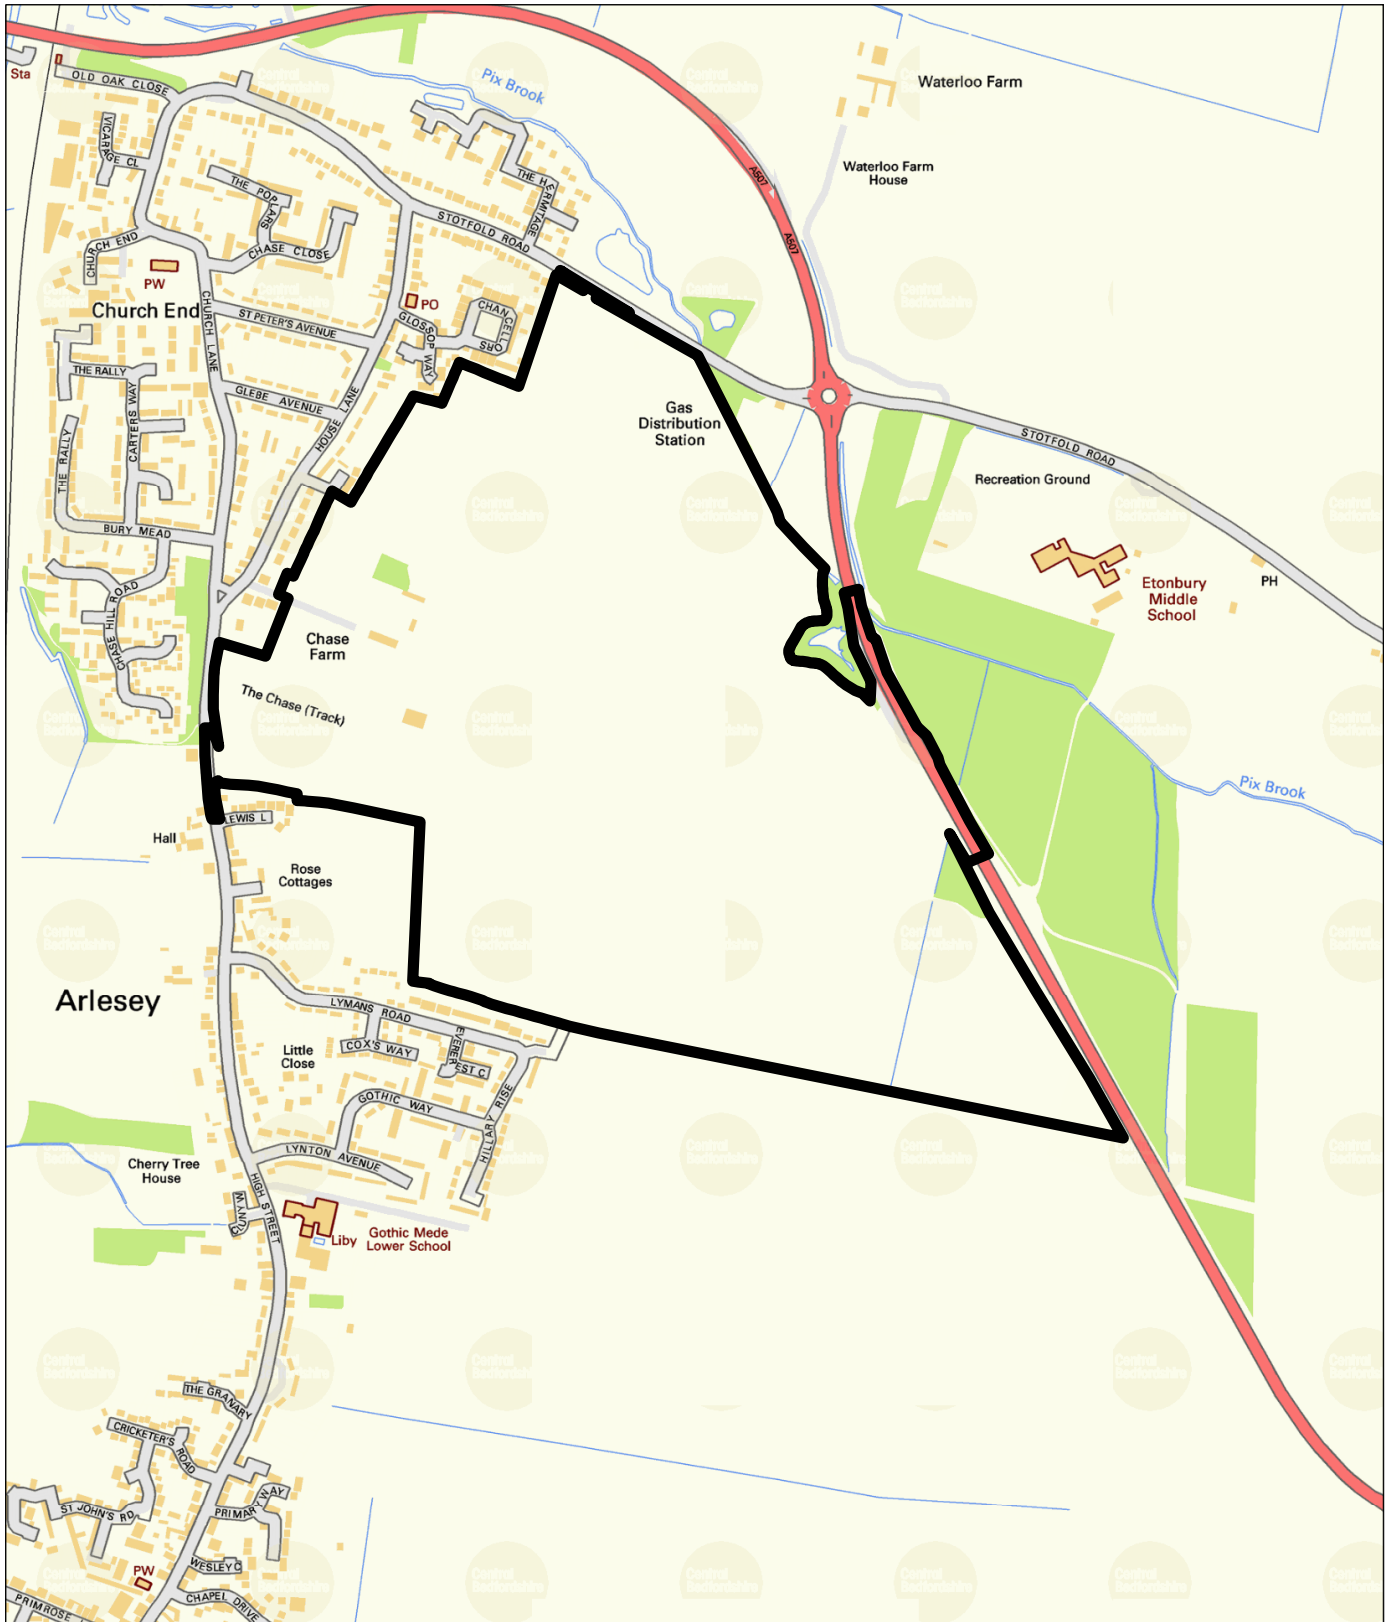 Sta
OLD OAK CLOSE
Pix Brook
Waterloo Farm
VICARAGE CL
THE POPLARS
THE HERMITAGE
A507
Waterloo Farm
House
STOTFOLD ROAD
A507
CHURCH END
CHASE CLOSE
PW
Church End
CHURCH LANE
PO
ST PETER'S AVENUE
GLOSSOP WAY
CHANCELLORS
THE RALLY
CARTERS WAY
GLEBE AVENUE
HOUSE LANE
Gas
Distribution
Station
STOTFOLD ROAD
THE RALLY
Recreation Ground
BURY MEAD
CHASE HILL ROAD
Etonbury
Middle
School
PH
Chase
Farm
The Chase (Track)
Pix Brook
LEWIS L
Hall
Rose
Cottages
Arlesey
LYMANS ROAD
COX'S WAY
EVEREST C
Little
Close
GOTHIC WAY
HILLARY RISE
LYNTON AVENUE
Cherry Tree
House
HIGH STREET
Liby
Gothic Mede
Lower School
THE GRANARY
CRICKETER'S ROAD
ST JOHN'S RD
PRIMARY WAY
PW
WESLEY C
PRIMROSE
CHAPEL DRIVE
Central
Bedfordshire